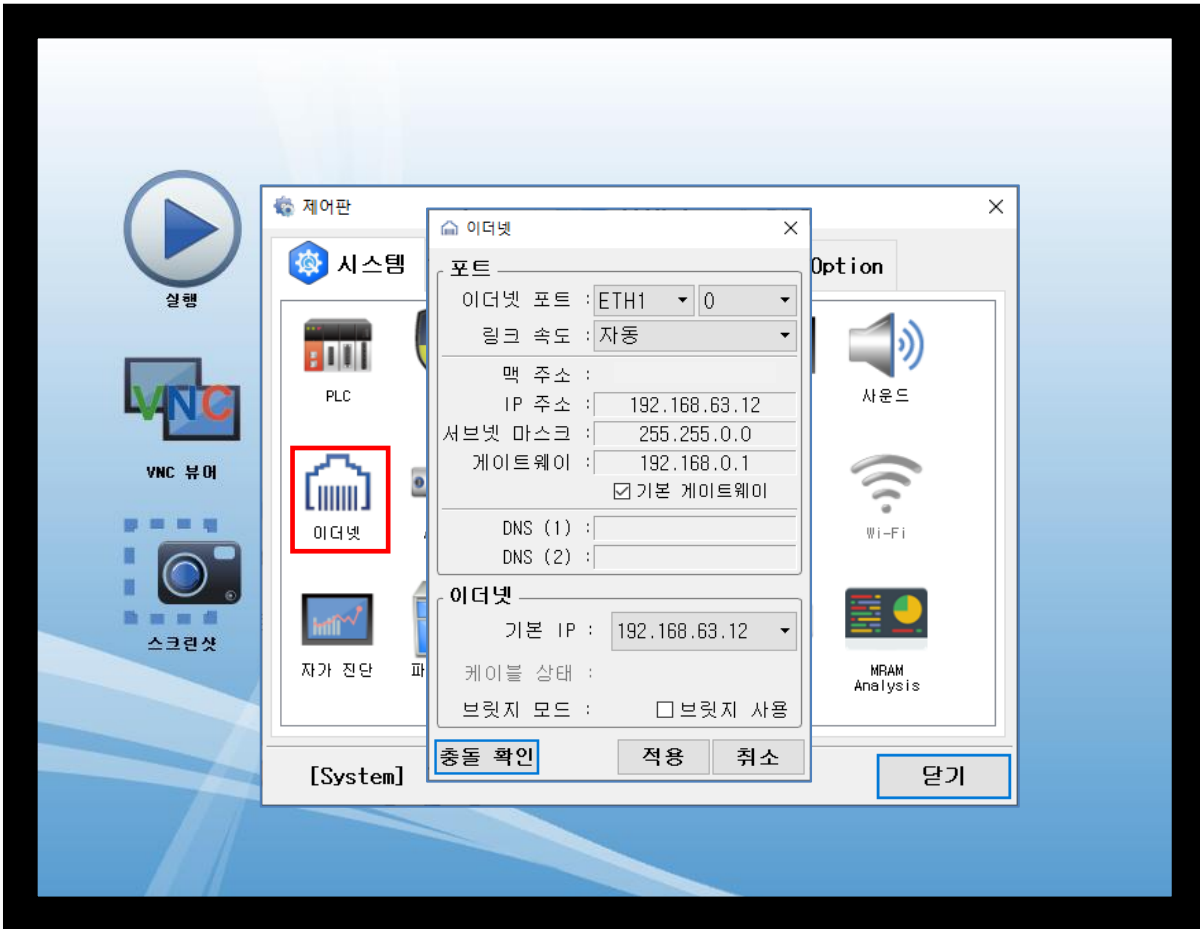 실행
VNC
VNC 뷰어
스크린샷
제어판
시스템
Option
PLC
이더넷
자가 진단
사운드
Wi-Fi
MRAM
Analysis
[System]
닫기
이더넷
포트
이더넷 포트 : ETH1 0
링크 속도 : 자동
맥 주소 :
IP 주소 : 192.168.63.12
서브넷 마스크 : 255.255.0.0
게이트웨이 : 192.168.0.1
기본 게이트웨이
DNS (1) :
DNS (2) :
이더넷
기본 IP : 192.168.63.12
케이블 상태 :
브릿지 모드 : 브릿지 사용
충돌 확인 적용 취소